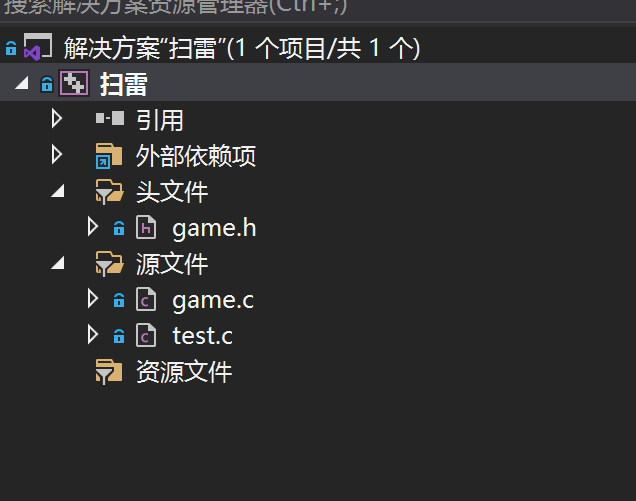 搜索解决方案资源管理器(Ctrl+;)
解决方案“扫雷”(1 个项目/共 1 个)
扫雷
引用
外部依赖项
头文件
game.h
源文件
game.c
test.c
资源文件